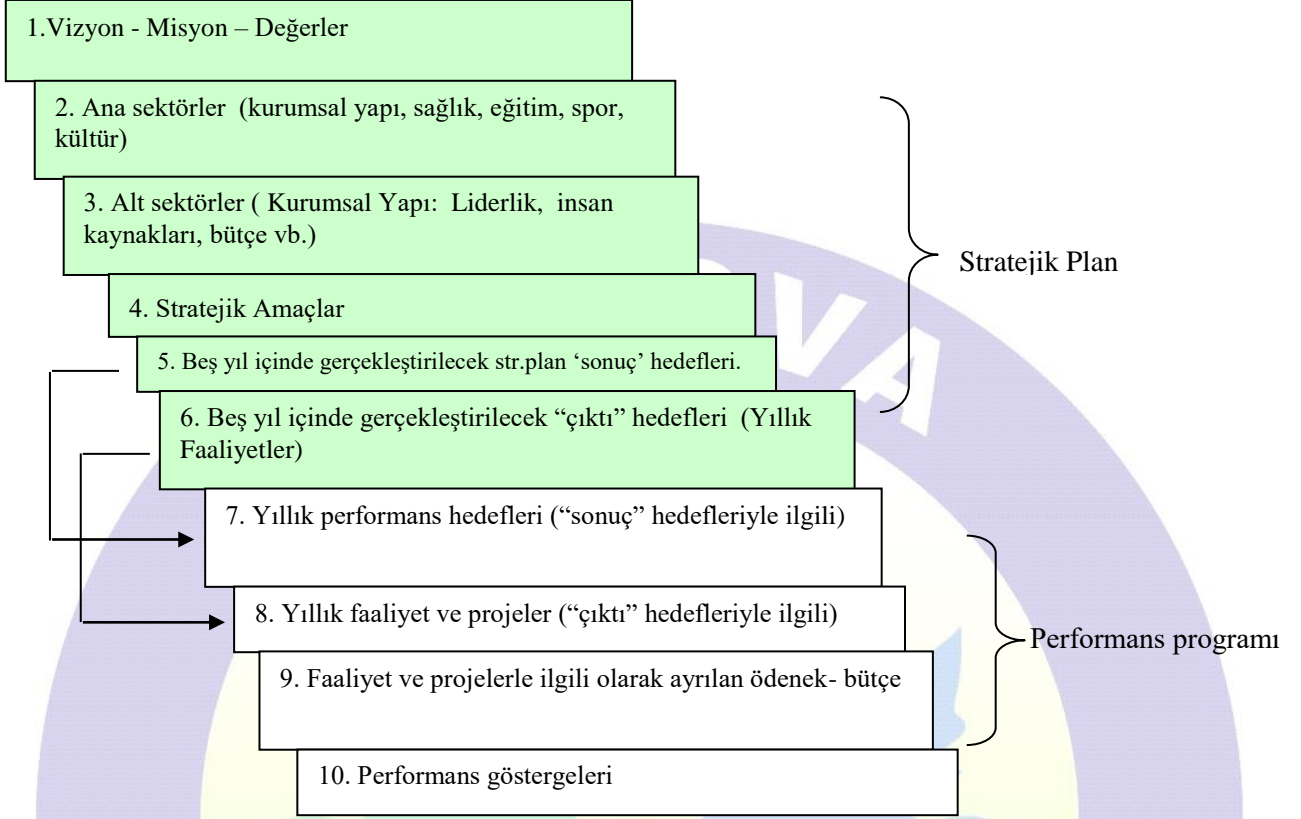 1.Vizyon - Misyon – Değerler
2. Ana sektörler (kurumsal yapı, sağlık, eğitim, spor,
kültür)
3. Alt sektörler ( Kurumsal Yapı: Liderlik, insan
kaynakları, bütçe vb.)
Stratejik Plan
4. Stratejik Amaçlar
5. Beş yıl içinde gerçekleştirilecek str.plan ‘sonuç’ hedefleri.
6. Beş yıl içinde gerçekleştirilecek “çıktı” hedefleri (Yıllık
Faaliyetler)
7. Yıllık performans hedefleri (“sonuç” hedefleriyle ilgili)
8. Yıllık faaliyet ve projeler (“çıktı” hedefleriyle ilgili)
Performans programı
9. Faaliyet ve projelerle ilgili olarak ayrılan ödenek- bütçe
10. Performans göstergeleri